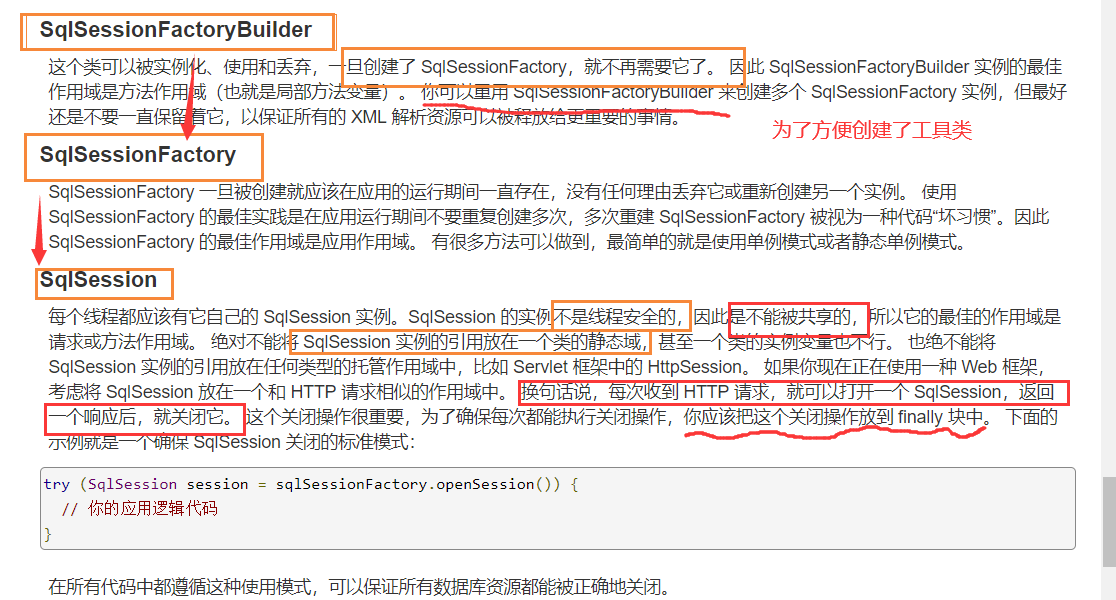 SqlSessionFactoryBuilder
这个类可以被实例化、使用和丢弃，一旦创建了 SqlSessionFactory，就不再需要它了。 因此 SqlSessionFactoryBuilder 实例的最佳
作用域是方法作用域（也就是局部方法变量）。 你可以重用 SqlSessionFactoryBuilder 来创建多个 SqlSessionFactory 实例，但最好
还是不要一直保留着它，以保证所有的 XML 解析资源可以被释放给更重要的事情。
为了方便创建了工具类
SqlSessionFactory
SqlSessionFactory 一旦被创建就应该在应用的运行期间一直存在，没有任何理由丢弃它或重新创建另一个实例。 使用
SqlSessionFactory 的最佳实践是在应用运行期间不要重复创建多次，多次重建 SqlSessionFactory 被视为一种代码“坏习惯”。因此
SqlSessionFactory 的最佳作用域是应用作用域。 有很多方法可以做到，最简单的就是使用单例模式或者静态单例模式。
SqlSession
每个线程都应该有它自己的 SqlSession 实例。SqlSession 的实例不是线程安全的，因此是不能被共享的，所以它的最佳的作用域是
请求或方法作用域。 绝对不能将 SqlSession 实例的引用放在一个类的静态域，甚至一个类的实例变量也不行。 也绝不能将
SqlSession 实例的引用放在任何类型的托管作用域中，比如 Servlet 框架中的 HttpSession。 如果你现在正在使用一种 Web 框架，
考虑将 SqlSession 放在一个和 HTTP 请求相似的作用域中。 换句话说，每次收到 HTTP 请求，就可以打开一个 SqlSession，返回
一个响应后，就关闭它。 这个关闭操作很重要，为了确保每次都能执行关闭操作，你应该把这个关闭操作放到 finally 块中。 下面的
示例就是一个确保 SqlSession 关闭的标准模式：
try (SqlSession session = sqlSessionFactory.openSession()) {
// 你的应用逻辑代码
}
在所有代码中都遵循这种使用模式，可以保证所有数据库资源都能被正确地关闭。